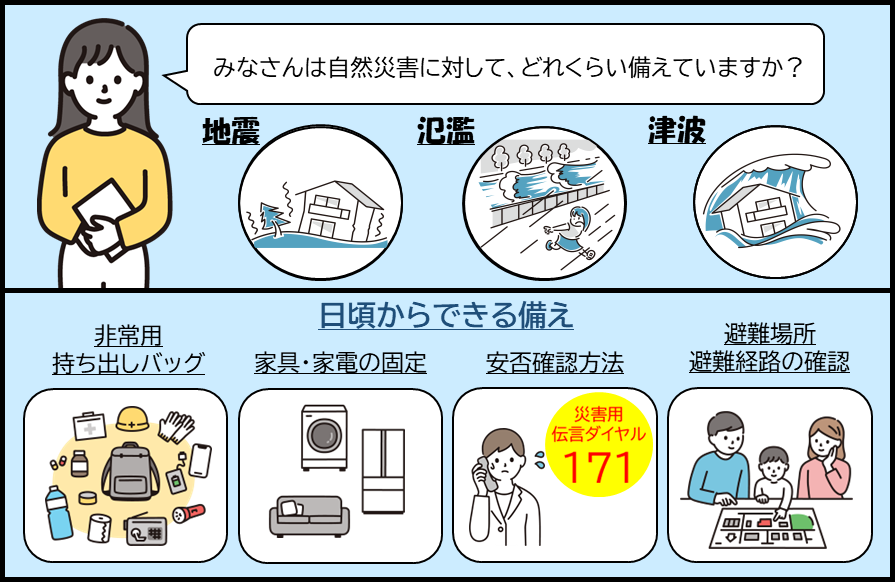 みなさんは自然災害に対して、どれくらい備えていますか？
地震
氾濫
津波
日頃からできる備え
非常用
持ち出しバッグ
家具・家電の固定
安否確認方法
避難場所
避難経路の確認
災害用
伝言ダイヤル
171